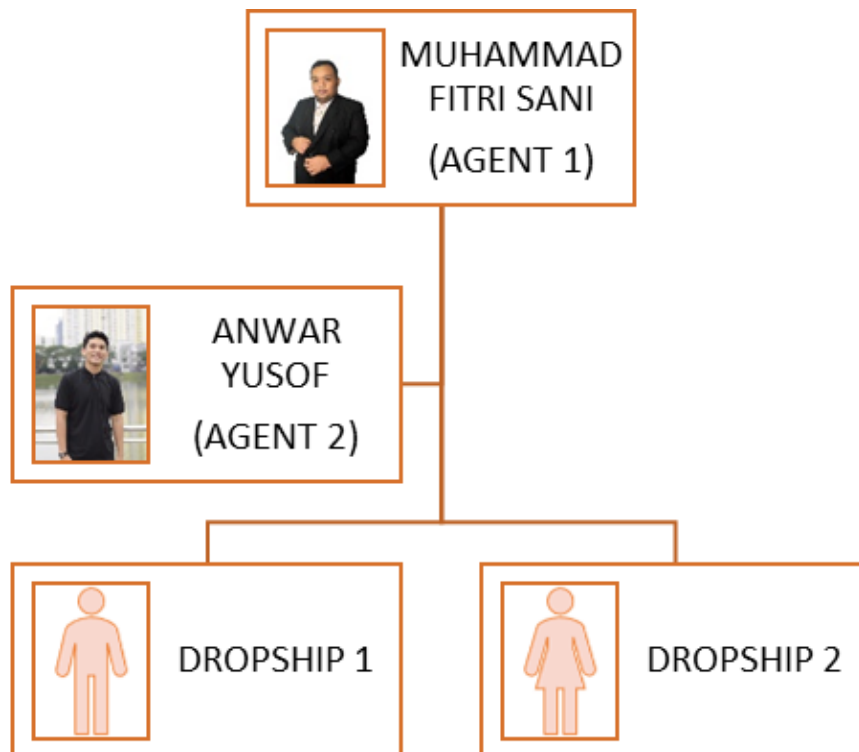 MUHAMMAD
FITRI SANI
(AGENT 1)
ANWAR
YUSOF
(AGENT 2)
DROPSHIP 1
DROPSHIP 2